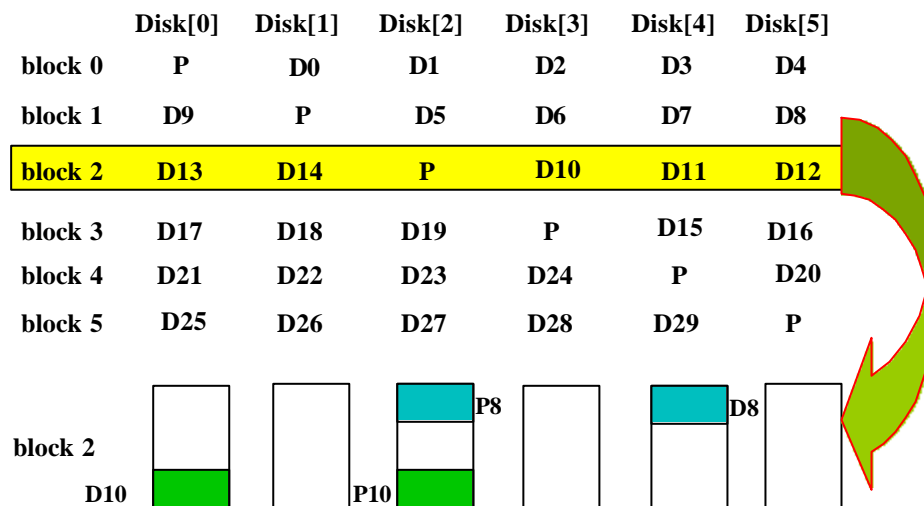 Disk[0] Disk[1] Disk[2] Disk[3] Disk[4] Disk[5]
block 0 P D0 D1 D2 D3 D4
block 1 D9 P D5 D6 D7 D8
block 2 D13 D14 P D10 D11 D12
block 3 D17 D18 D19 P D15 D16
block 4 D21 D22 D23 D24 P D20
block 5 D25 D26 D27 D28 D29 P
P8 D8
block 2
D10 P10